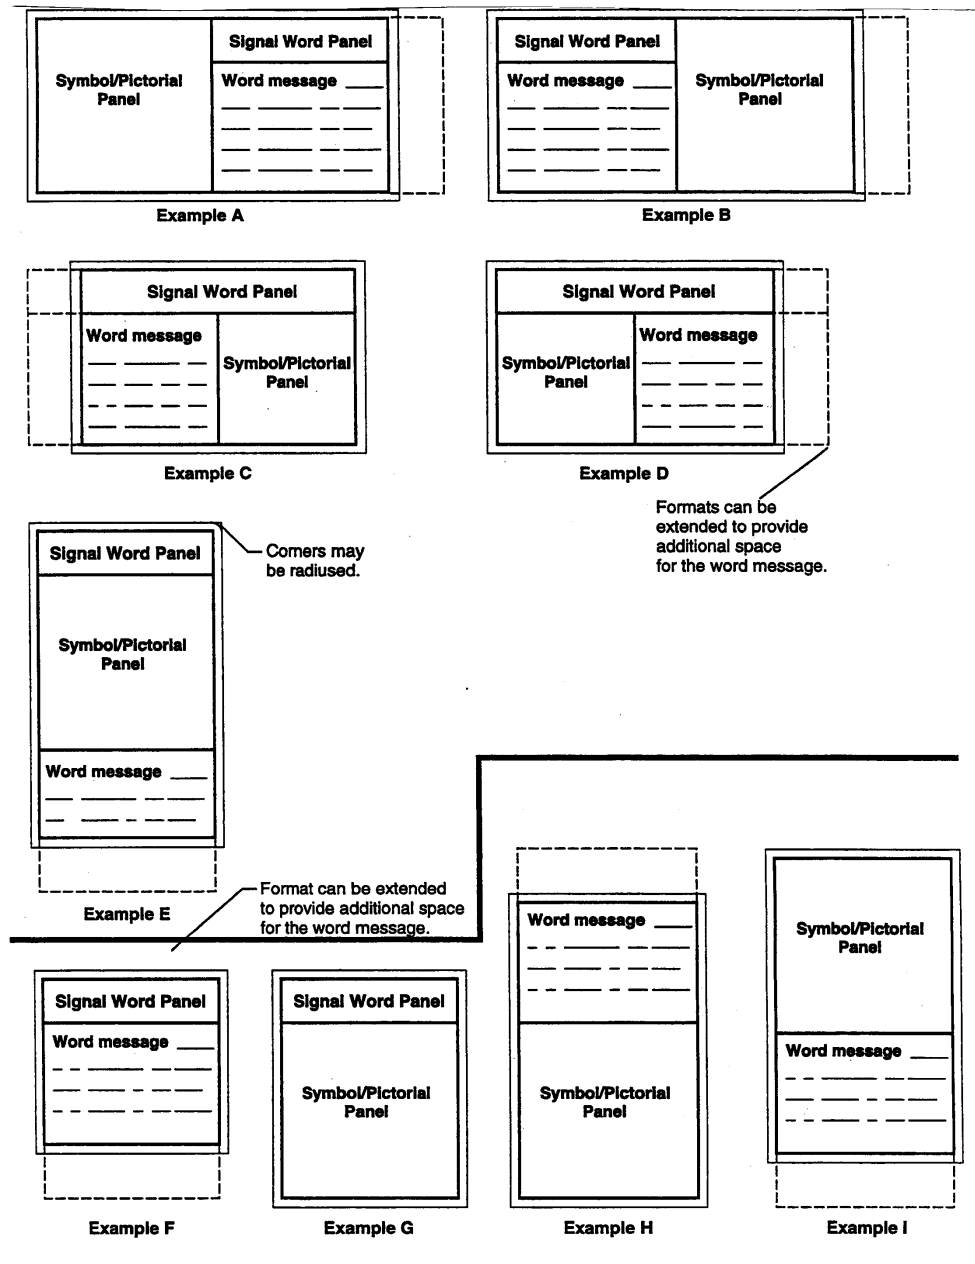 Signal Word Panel
Symbol/Pictorial
Panel
Word message
Example A
Signal Word Panel
Word message
Symbol/Pictorial
Panel
Example B
Signal Word Panel
Word message
Symbol/Pictorial
Panel
Example C
Signal Word Panel
Symbol/Pictorial
Panel
Word message
Example D
Formats can be
extended to provide
additional space
for the word message.
Signal Word Panel
Symbol/Pictorial
Panel
Word message
Example E
Corners may
be radiused.
Format can be extended
to provide additional space
for the word message.
Signal Word Panel
Word message
Example F
Signal Word Panel
Symbol/Pictorial
Panel
Example G
Word message
Symbol/Pictorial
Panel
Example H
Symbol/Pictorial
Panel
Word message
Example I